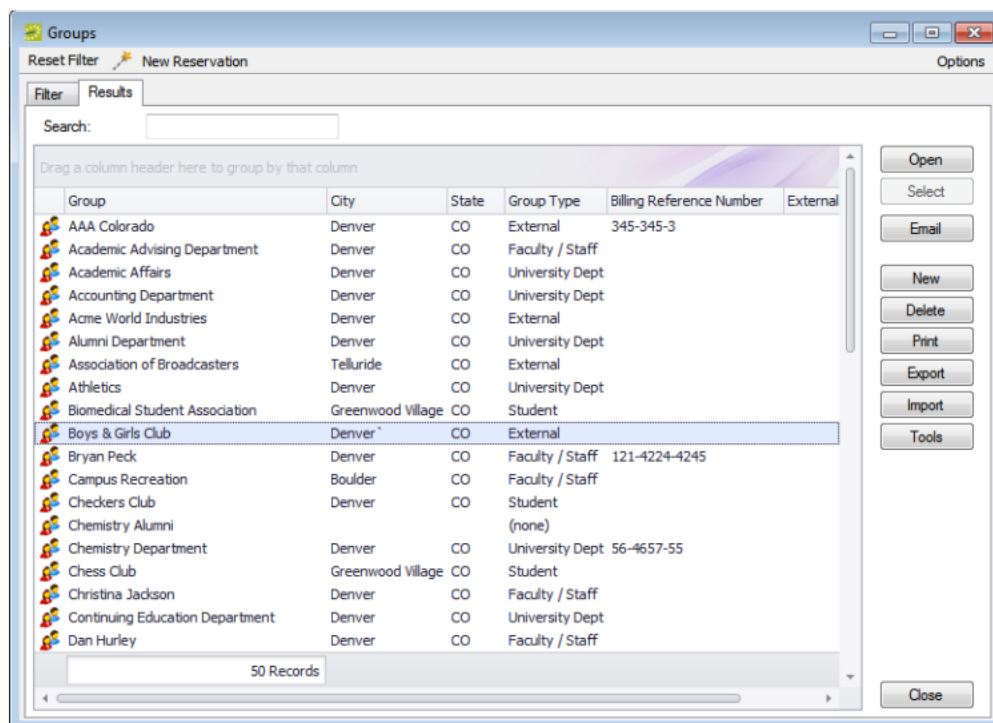 Groups
Reset Filter New Reservation Options
Filter Results
Search:
Drag a column header here to group by that column
Group City State Group Type Billing Reference Number External
AAA Colorado Denver CO External 345-345-3
Academic Advising Department Denver CO Faculty / Staff
Academic Affairs Denver CO University Dept
Accounting Department Denver CO University Dept
Acme World Industries Denver CO External
Alumni Department Denver CO University Dept
Association of Broadcasters Telluride CO External
Athletics Denver CO University Dept
Biomedical Student Association Greenwood Village CO Student
Boys & Girls Club Denver` CO External
Bryan Peck Denver CO Faculty / Staff 121-4224-4245
Campus Recreation Boulder CO Faculty / Staff
Checkers Club Denver CO Student
Chemistry Alumni (none)
Chemistry Department Denver CO University Dept 56-4657-55
Chess Club Greenwood Village CO Student
Christina Jackson Denver CO Faculty / Staff
Continuing Education Department Denver CO University Dept
Dan Hurley Denver CO Faculty / Staff
50 Records
Open
Select
Email
New
Delete
Print
Export
Import
Tools
Close